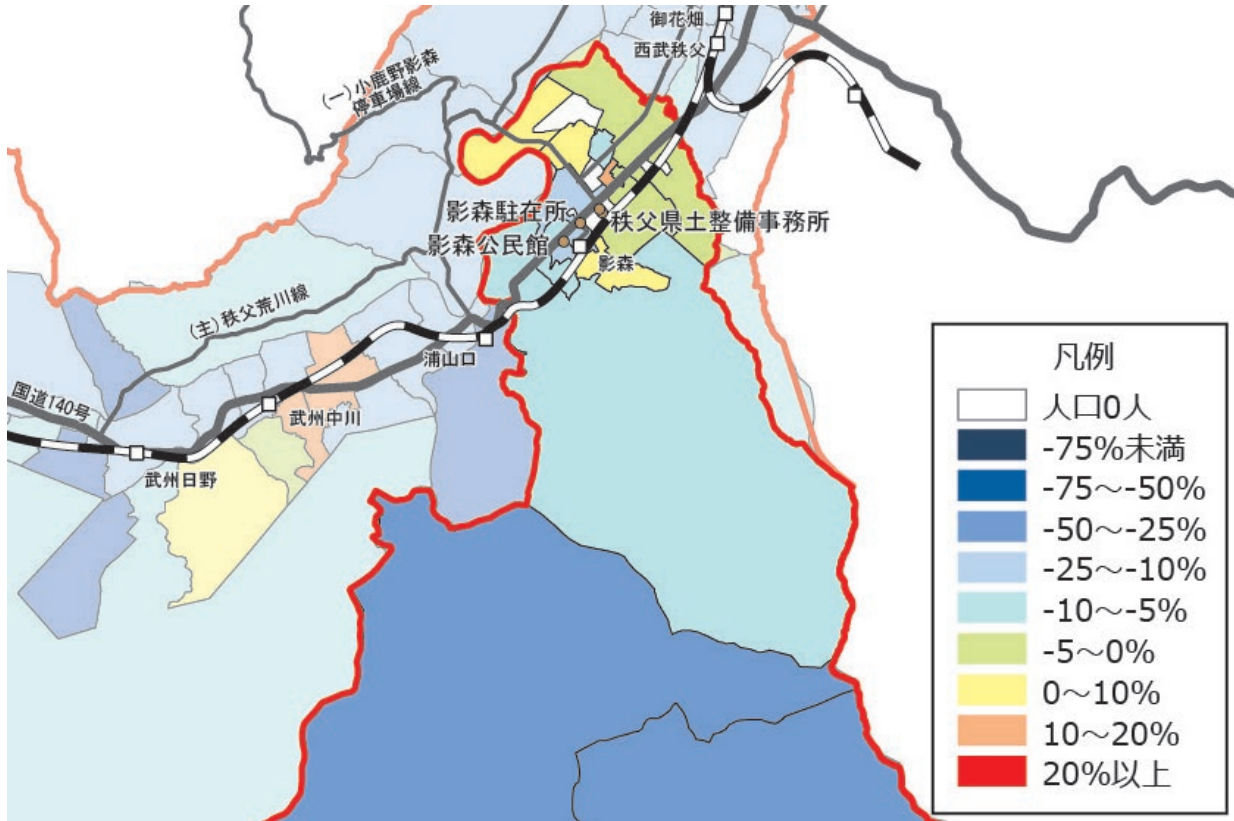 御花畑
西武秩父
(一)小鹿野影森
停車場線
影森駐在所
秩父県土整備事務所
影森公民館
影森
(主)秩父荒川線
浦山口
国道140号
武州中川
武州日野
凡例
人口0人
-75%未満
-75～-50%
-50～-25%
-25～-10%
-10～-5%
-5～0%
0～10%
10～20%
20%以上